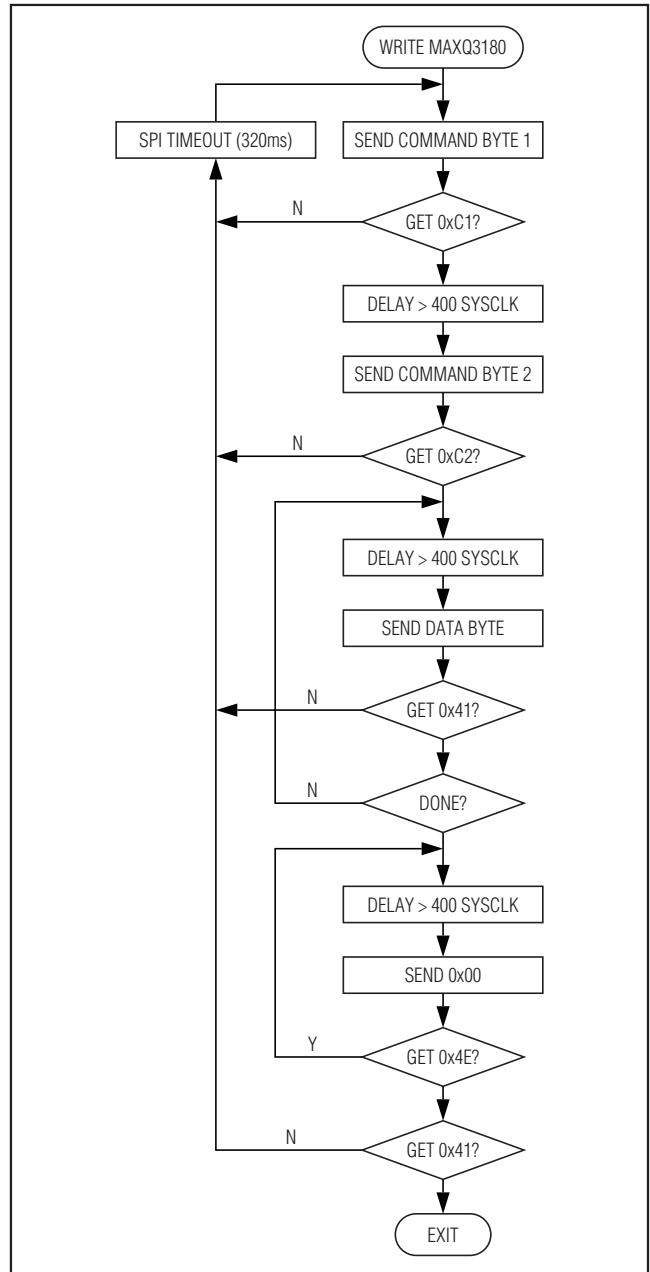 WRITE MAXQ3180
SPI TIMEOUT (320ms)
SEND COMMAND BYTE 1
N
GET 0xC1?
DELAY > 400 SYSCLK
SEND COMMAND BYTE 2
N
GET 0xC2?
DELAY > 400 SYSCLK
SEND DATA BYTE
N
GET 0x41?
N
DONE?
DELAY > 400 SYSCLK
SEND 0x00
Y
GET 0x4E?
N
GET 0x41?
EXIT